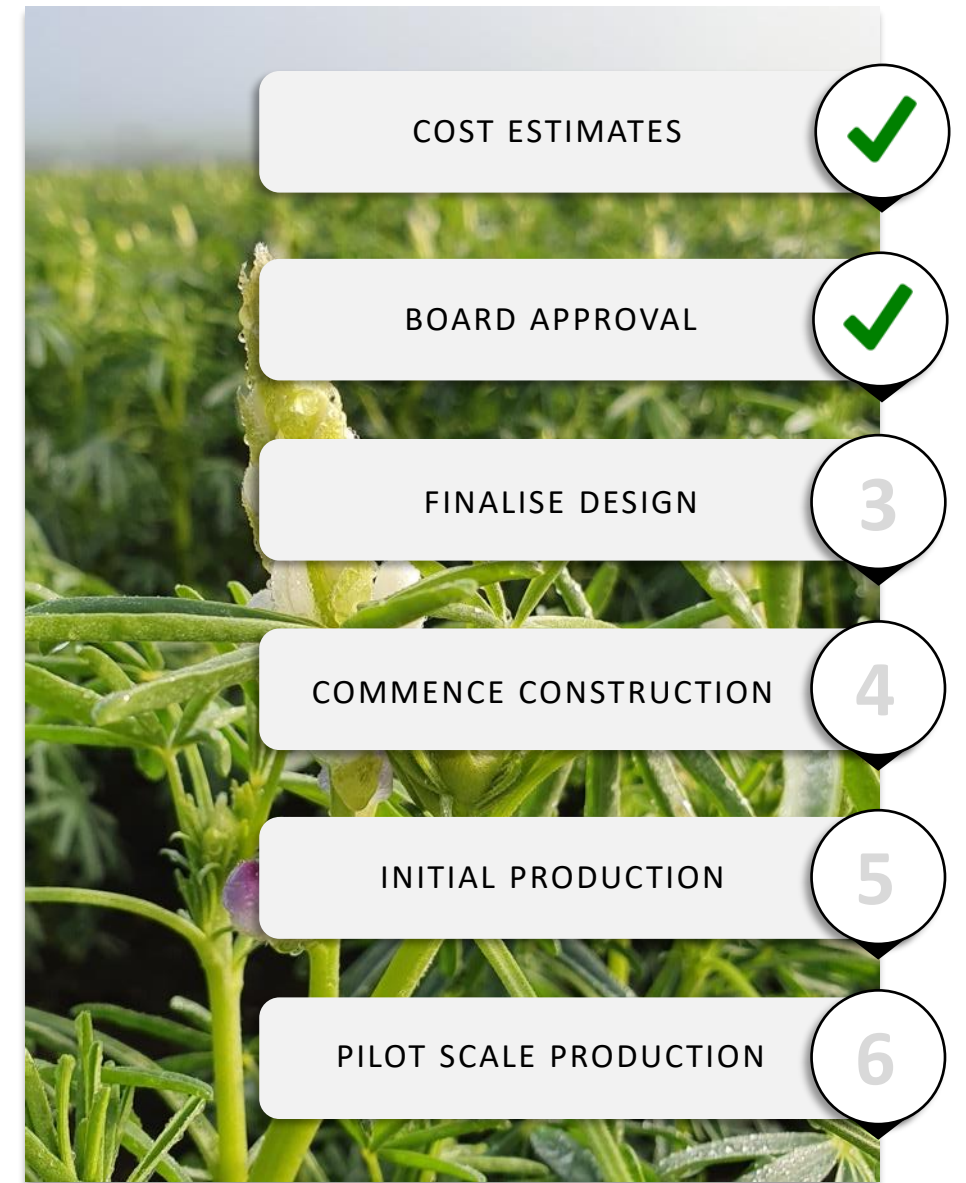 COST ESTIMATES
BOARD APPROVAL
FINALISE DESIGN
3
COMMENCE CONSTRUCTION
4
INITIAL PRODUCTION
5
PILOT SCALE PRODUCTION
6